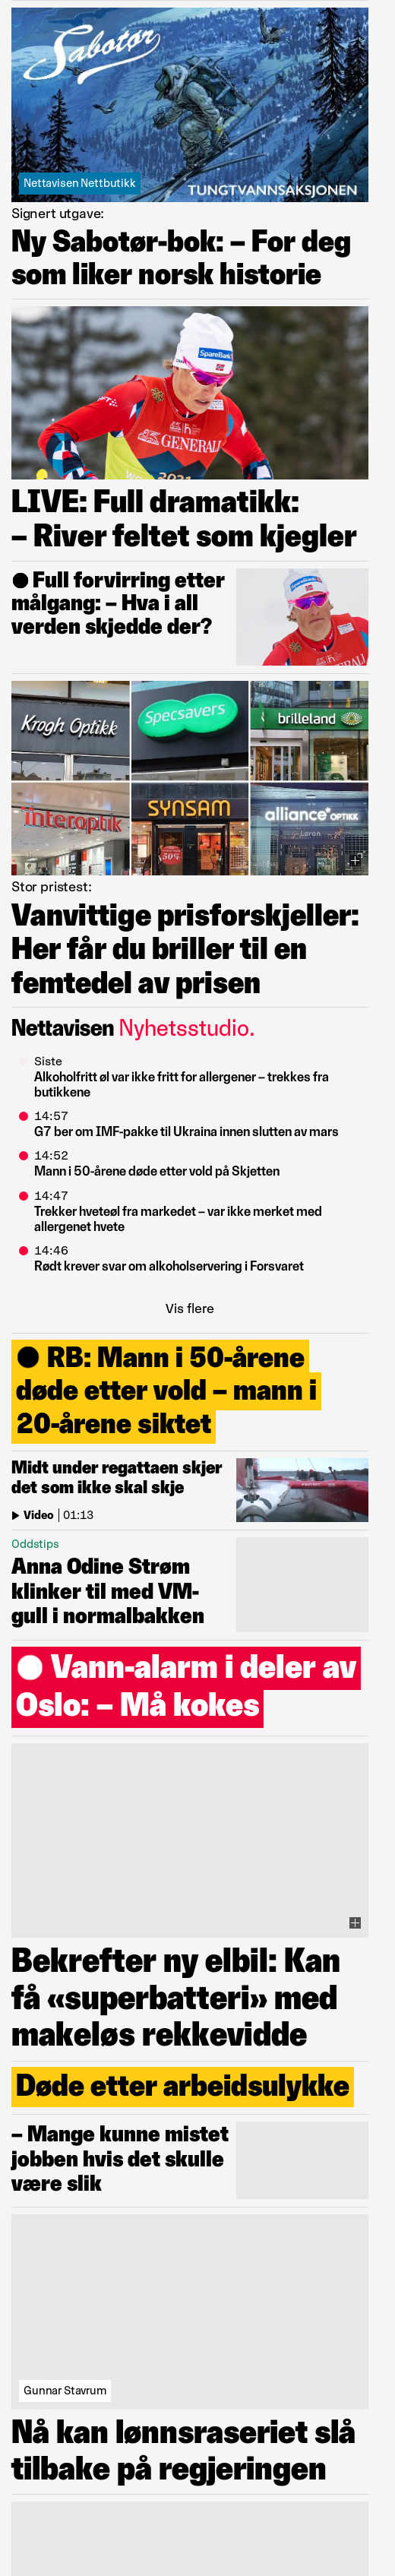 Sabotør
Nettavisen Nettbutikk
TUNGTVANNSAKSJONEN
Signert utgave:
Ny Sabotør-bok: – For deg
som liker norsk historie
SpareBank
GENERALI
2021
LIVE: Full dramatikk:
– River feltet som kjegler
● Full forvirring etter
målgang: – Hva i all
verden skjedde der?
Krogh Optikk
Specsavers
brilleland
interoptik
SYNSAM
50%
alliance OPTIKK
Løren
Stor pristest:
Vanvittige prisforskjeller:
Her får du briller til en
femtedel av prisen
Nettavisen Nyhetsstudio.
Siste
Alkoholfritt øl var ikke fritt for allergener – trekkes fra
butikkene
14:57
G7 ber om IMF-pakke til Ukraina innen slutten av mars
14:52
Mann i 50-årene døde etter vold på Skjetten
14:47
Trekker hveteøl fra markedet – var ikke merket med
allergenet hvete
14:46
Rødt krever svar om alkoholservering i Forsvaret
Vis flere
● RB: Mann i 50-årene
døde etter vold – mann i
20-årene siktet
Midt under regattaen skjer
det som ikke skal skje
Video | 01:13
Oddstips
Anna Odine Strøm
klinker til med VM-
gull i normalbakken
● Vann-alarm i deler av
Oslo: – Må kokes
Bekrefter ny elbil: Kan
få «superbatteri» med
makeløs rekkevidde
Døde etter arbeidsulykke
– Mange kunne mistet
jobben hvis det skulle
være slik
Gunnar Stavrum
Nå kan lønnsraseriet slå
tilbake på regjeringen